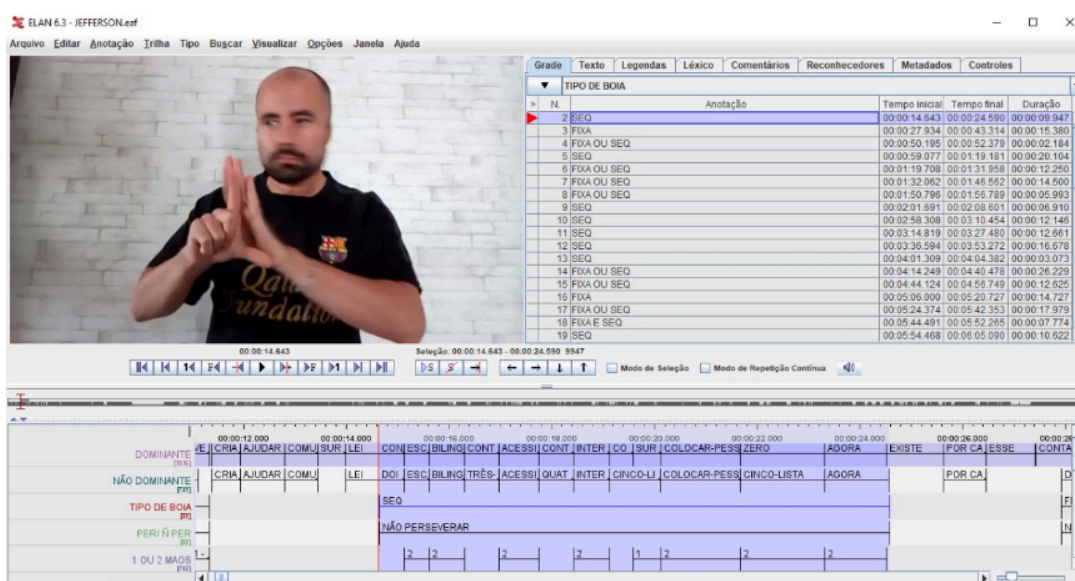 ELAN 6.3 - JEFFERSON.eaf
Arquivo Editar Anotação Trilha Tipo Buscar Visualizar Opções Janela Ajuda
Grade Texto Legendas Léxico Comentários Reconhecedores Metadados Controles
TIPO DE BOIA
> N. Anotação Tempo inicial Tempo final Duração
2 SEQ 00:00:14.643 00:00:24.590 00:00:09.947
3 FIXA 00:00:27.934 00:00:43.314 00:00:15.380
4 FIXA OU SEQ 00:00:50.195 00:00:52.379 00:00:02.184
5 SEQ 00:00:59.077 00:01:19.181 00:00:20.104
6 FIXA OU SEQ 00:01:19.708 00:01:31.958 00:00:12.250
7 FIXA OU SEQ 00:01:32.062 00:01:46.562 00:00:14.500
8 FIXA OU SEQ 00:01:50.796 00:01:56.789 00:00:05.993
9 SEQ 00:02:01.691 00:02:08.601 00:00:06.910
10 SEQ 00:02:58.308 00:03:10.454 00:00:12.146
11 SEQ 00:03:14.819 00:03:27.480 00:00:12.661
12 SEQ 00:03:36.594 00:03:53.272 00:00:16.678
13 SEQ 00:04:01.309 00:04:04.382 00:00:03.073
14 FIXA OU SEQ 00:04:14.249 00:04:40.478 00:00:26.229
15 FIXA OU SEQ 00:04:44.124 00:04:56.749 00:00:12.625
16 FIXA 00:05:06.000 00:05:20.727 00:00:14.727
17 FIXA OU SEQ 00:05:24.374 00:05:42.353 00:00:17.979
18 FIXA E SEQ 00:05:44.491 00:05:52.265 00:00:07.774
19 SEQ 00:05:54.468 00:06:05.090 00:00:10.622
Foundation
00:00:14.643 Seleção: 00:00:14.643 - 00:00:24.590 9947
Modo de Seleção Modo de Repetição Contínua
00:00:12.000 00:00:14.000 00:00:16.000 00:00:18.000 00:00:20.000 00:00:22.000 00:00:24.000 00:00:26.000
DOMINANTE CRIA AJUDAR COMU SUR LEI CON ESC BILING CONT ACESSI CONT INTER CO SUR COLOCAR-PESS ZERO AGORA EXISTE POR CA ESSE CONTA
NÃO DOMINANTE CRIA AJUDAR COMU LEI DOI ESC BILING TRÊS- ACESSI QUAT INTER CINCO-LI COLOCAR-PESS CINCO-LISTA AGORA POR CA D
TIPO DE BOIA SEQ FI
PER/ Ñ PER NÃO PERSEVERAR N
1 OU 2 MAOS 1 - 2 2 2 2 1 2 2 2